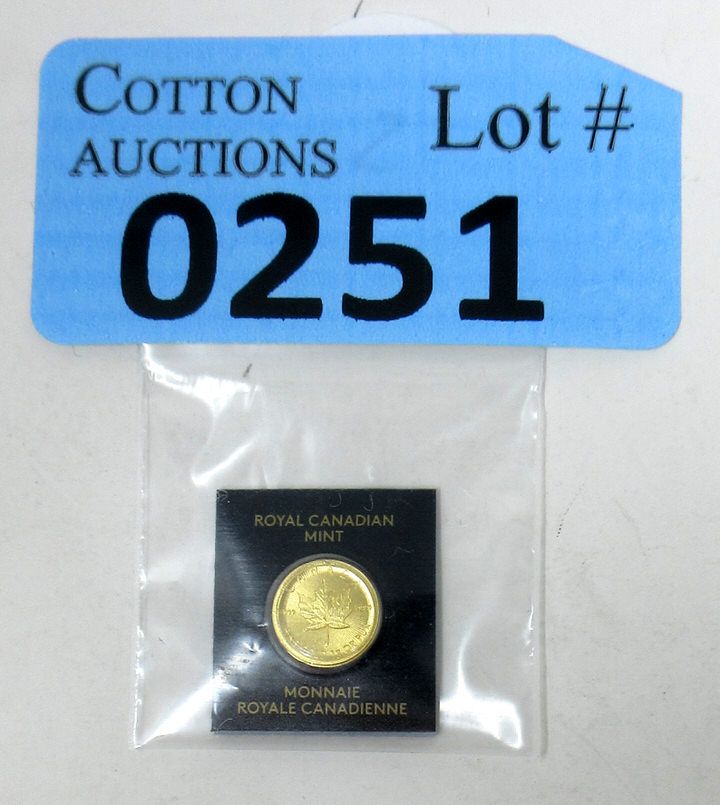 COTTON
AUCTIONS
Lot #
0251
ROYAL CANADIAN
MINT
MONNAIE
ROYALE CANADIENNE